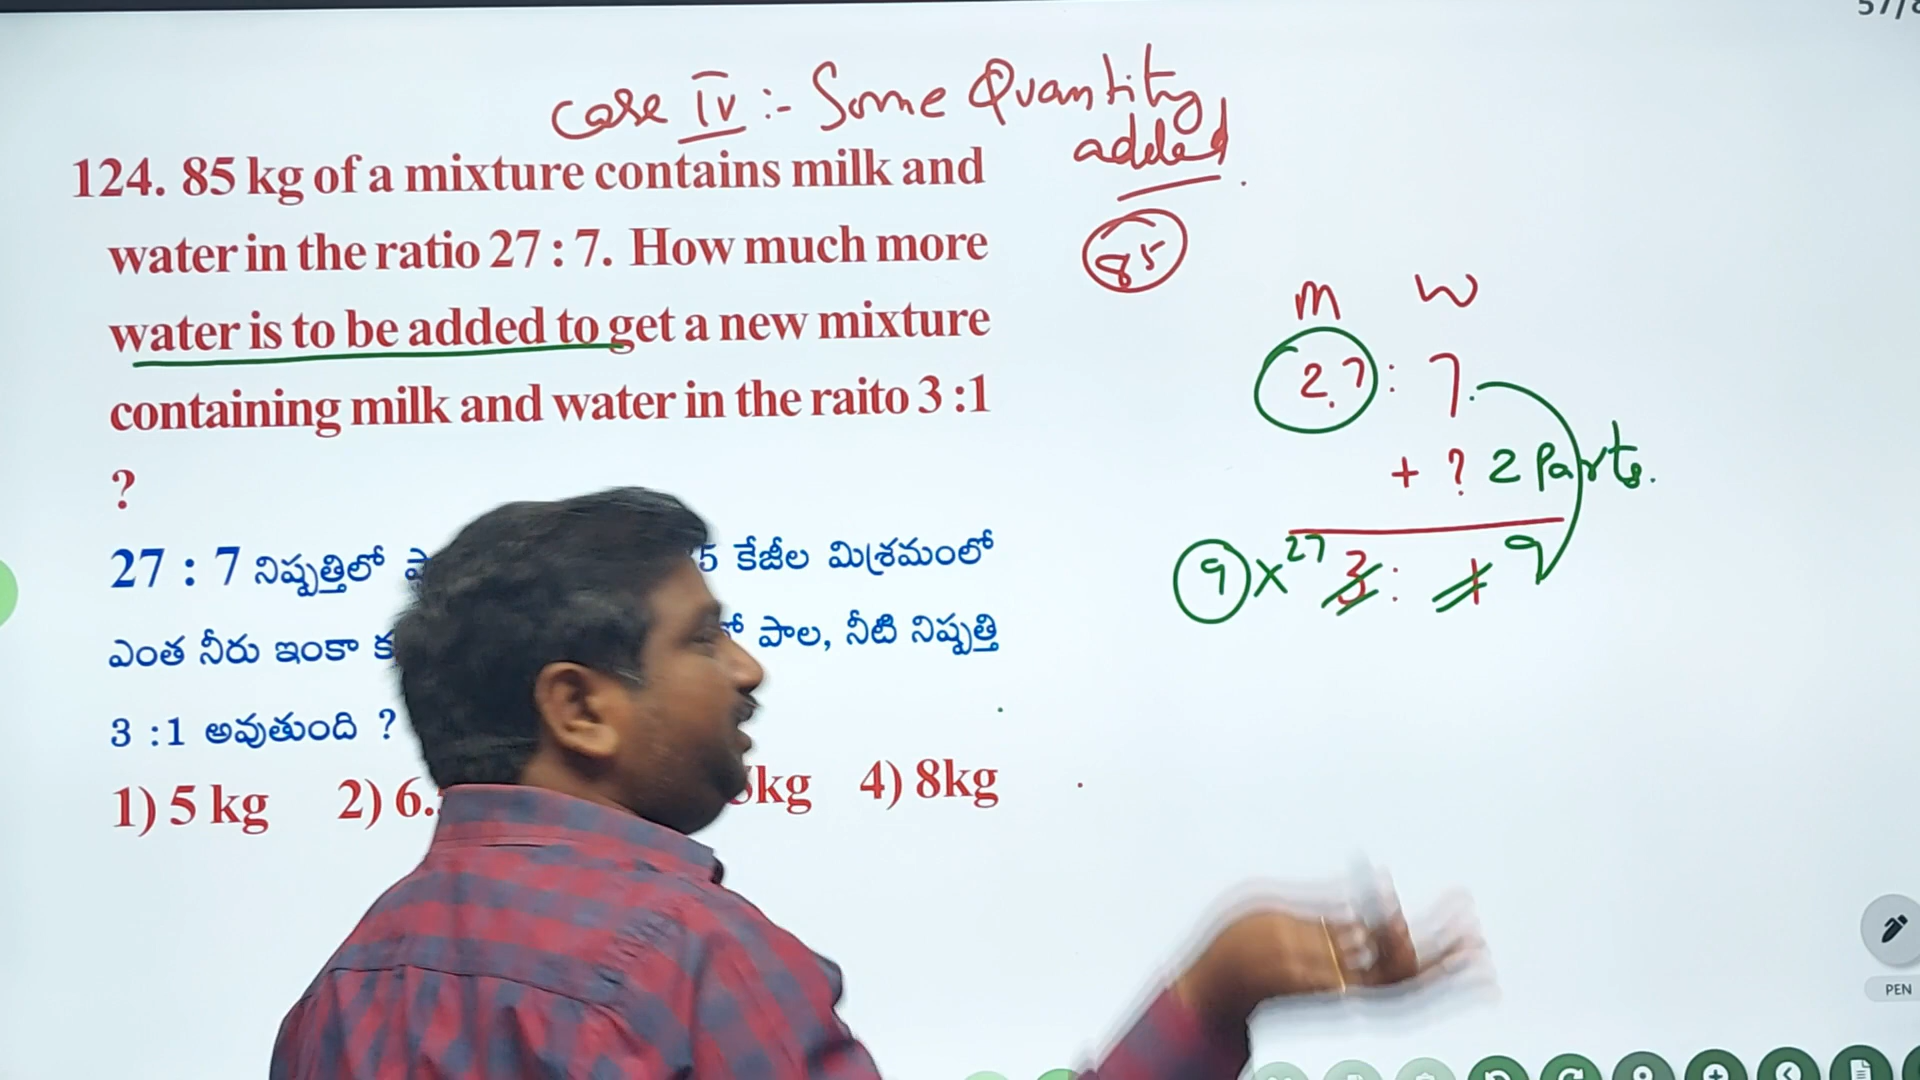 57/8
Case IV :- Some Quantity
added
124. 85 kg of a mixture contains milk and
water in the ratio 27 : 7. How much more
water is to be added to get a new mixture
containing milk and water in the raito 3 :1
?
27 : 7 నిష్పత్తిలో 5 కేజీల మిశ్రమంలో
ఎంత నీరు ఇంకా పాల, నీటి నిష్పత్తి
3 :1 అవుతుంది ?
1) 5 kg 2) 6. kg 4) 8kg
85
m w
27 : 7
+ ? 2 Parts.
9 x 27 3 : 1 9
PEN